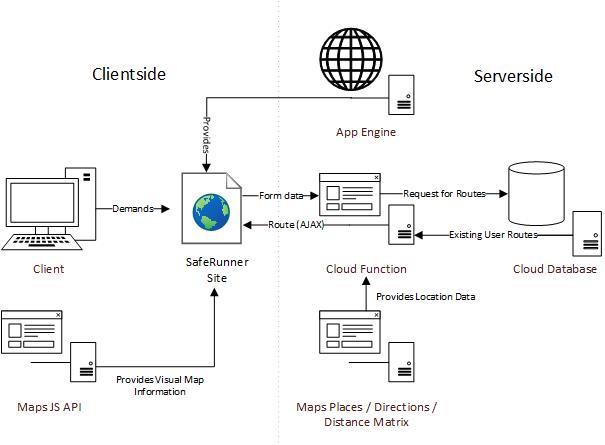 Clientside
Serverside
App Engine
Provides
Demands
Form data
Request for Routes
Route (AJAX)
Existing User Routes
Client
SafeRunner
Site
Cloud Function
Cloud Database
Provides Location Data
Provides Visual Map
Information
Maps JS API
Maps Places / Directions /
Distance Matrix